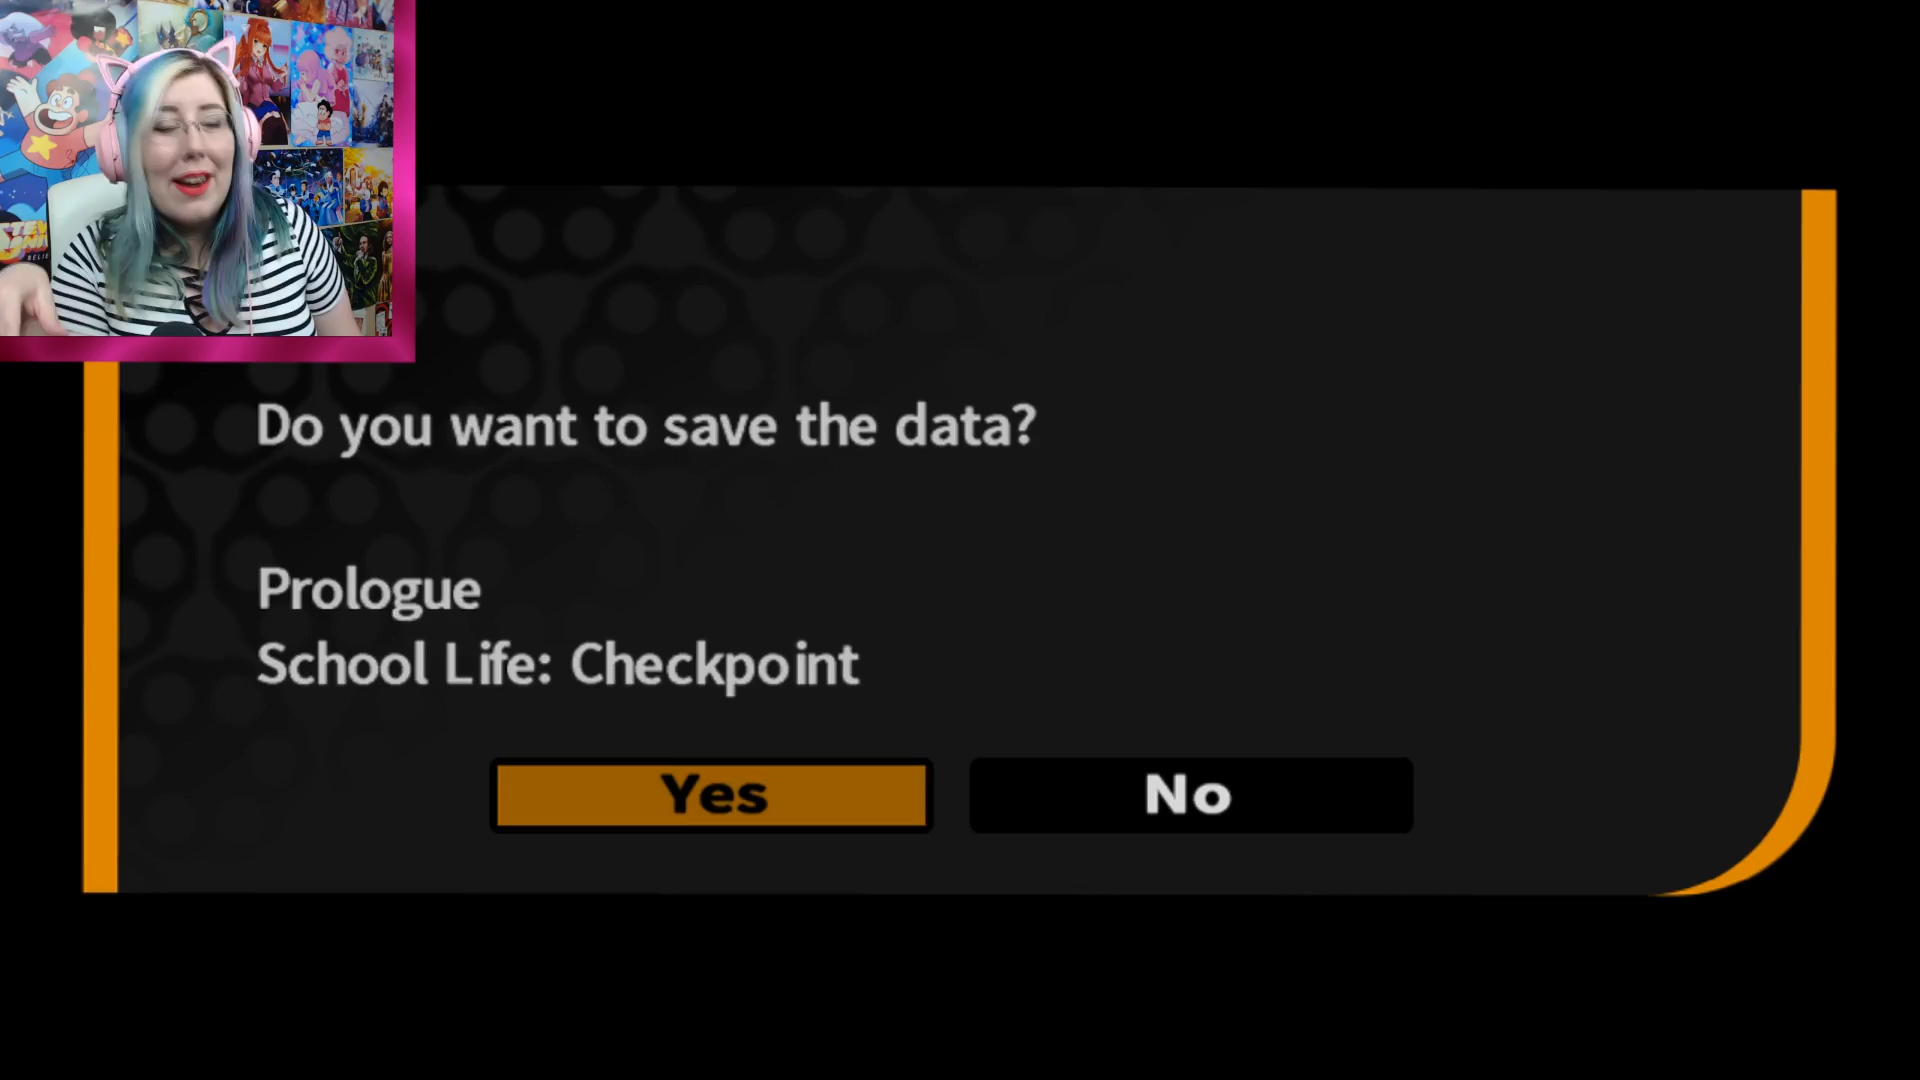 Do you want to save the data?
Prologue
School Life: Checkpoint
Yes
No